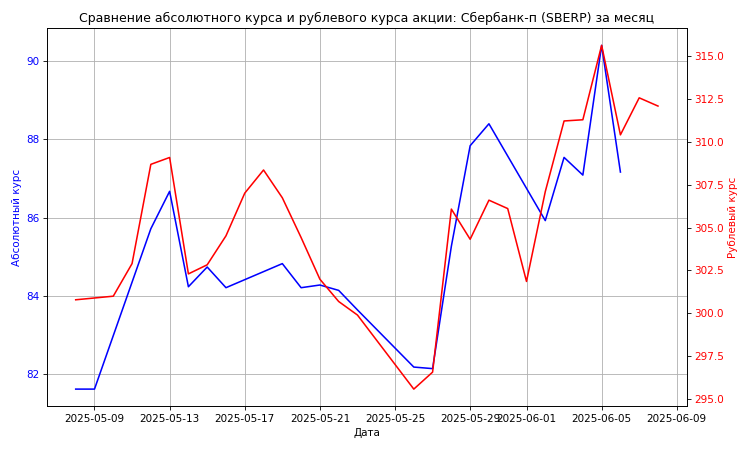 Сравнение абсолютного курса и рублевого курса акции: Сбербанк-п (SBERP) за месяц
Абсолютный курс
90
88
86
84
82
315.0
312.5
310.0
307.5
305.0
302.5
300.0
297.5
295.0
Рублевый курс
2025-05-09 2025-05-13 2025-05-17 2025-05-21 2025-05-25 2025-05-29 2025-06-01 2025-06-05 2025-06-09
Дата